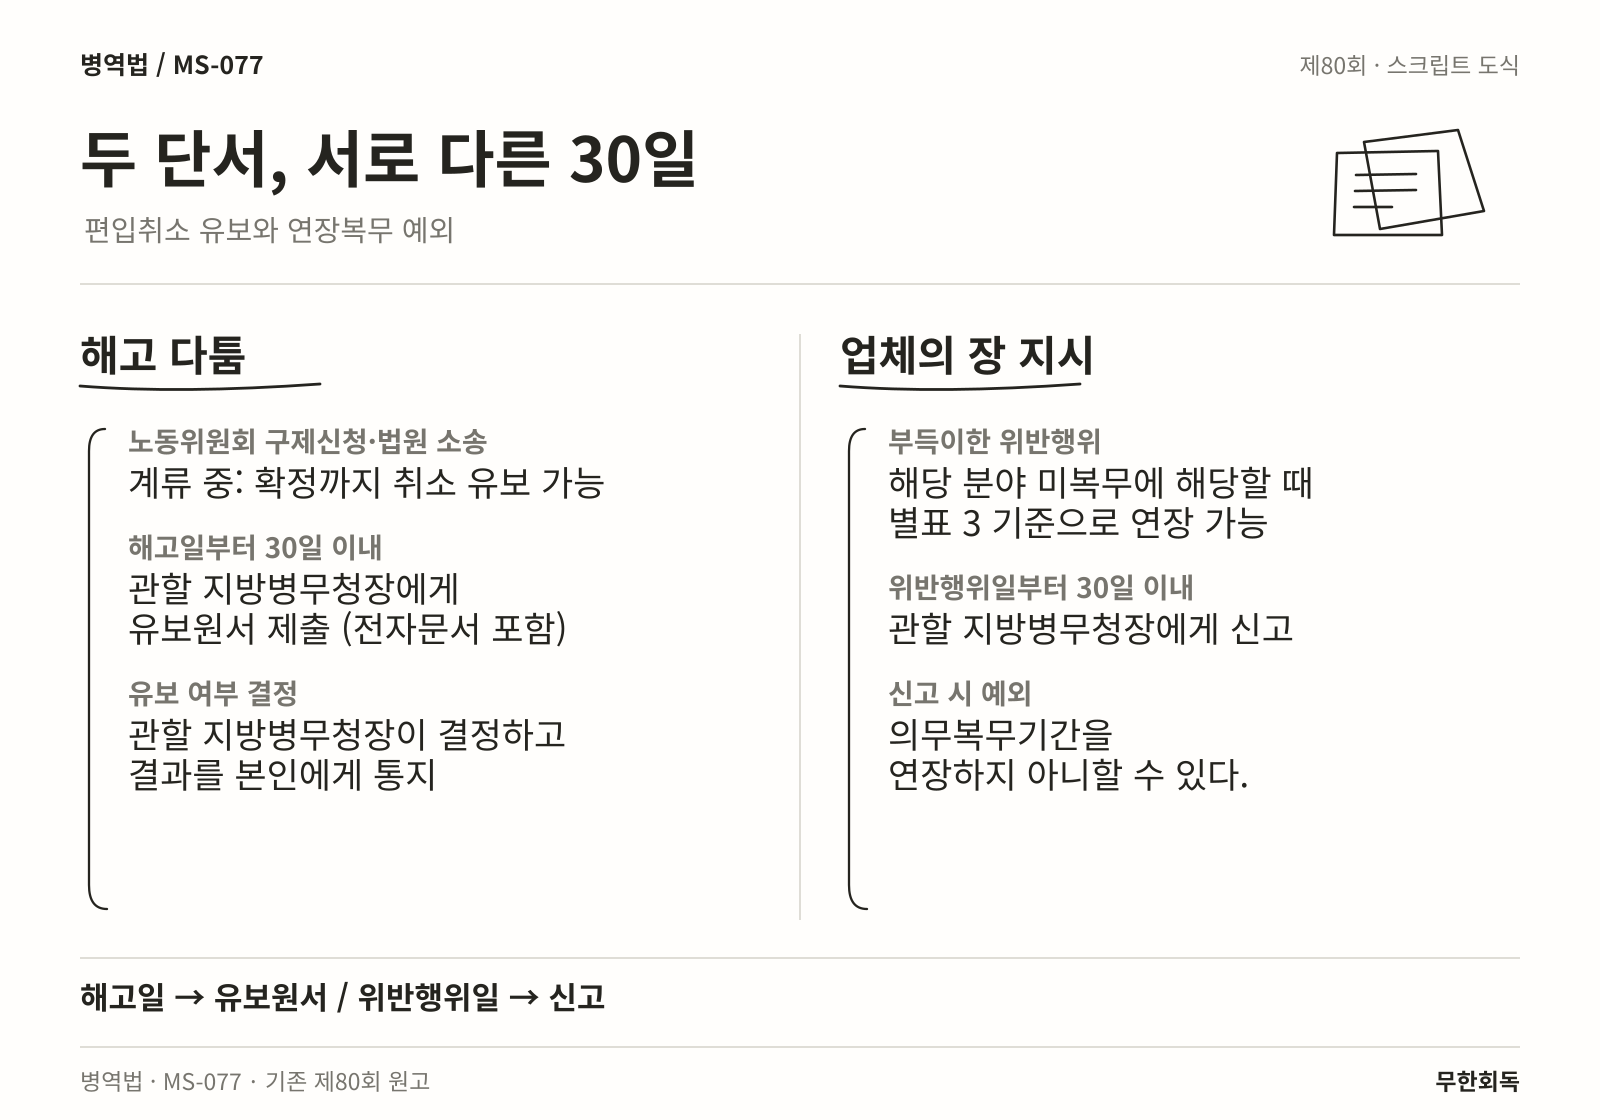 병역법 / MS-077
제80회 · 스크립트 도식
두 단서, 서로 다른 30일
편입취소 유보와 연장복무 예외
해고 다툼
노동위원회 구제신청·법원 소송
계류 중: 확정까지 취소 유보 가능
해고일부터 30일 이내
관할 지방병무청장에게
유보원서 제출 (전자문서 포함)
유보 여부 결정
관할 지방병무청장이 결정하고
결과를 본인에게 통지
업체의 장 지시
부득이한 위반행위
해당 분야 미복무에 해당할 때
별표 3 기준으로 연장 가능
위반행위일부터 30일 이내
관할 지방병무청장에게 신고
신고 시 예외
의무복무기간을
연장하지 아니할 수 있다.
해고일 → 유보원서 / 위반행위일 → 신고
병역법 · MS-077 · 기존 제80회 원고
무한회독